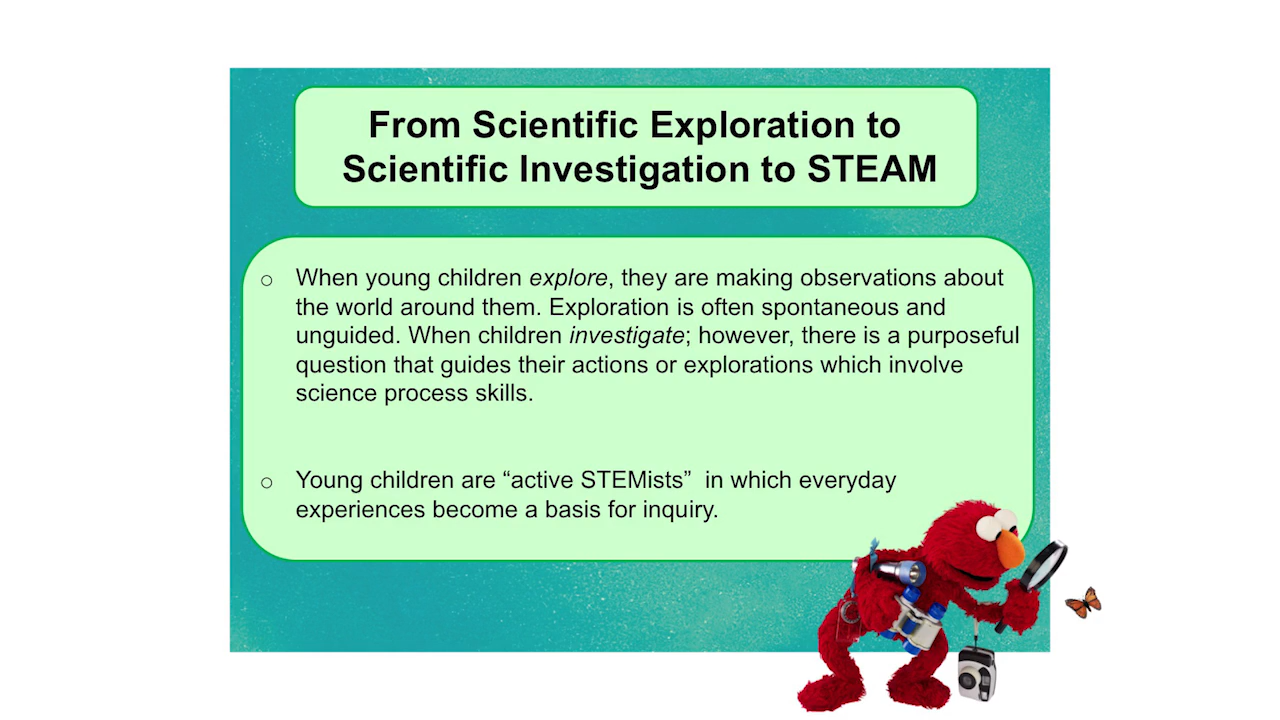 From Scientific Exploration to
Scientific Investigation to STEAM
○ When young children explore, they are making observations about
the world around them. Exploration is often spontaneous and
unguided. When children investigate; however, there is a purposeful
question that guides their actions or explorations which involve
science process skills.
○ Young children are “active STEMists”  in which everyday
experiences become a basis for inquiry.